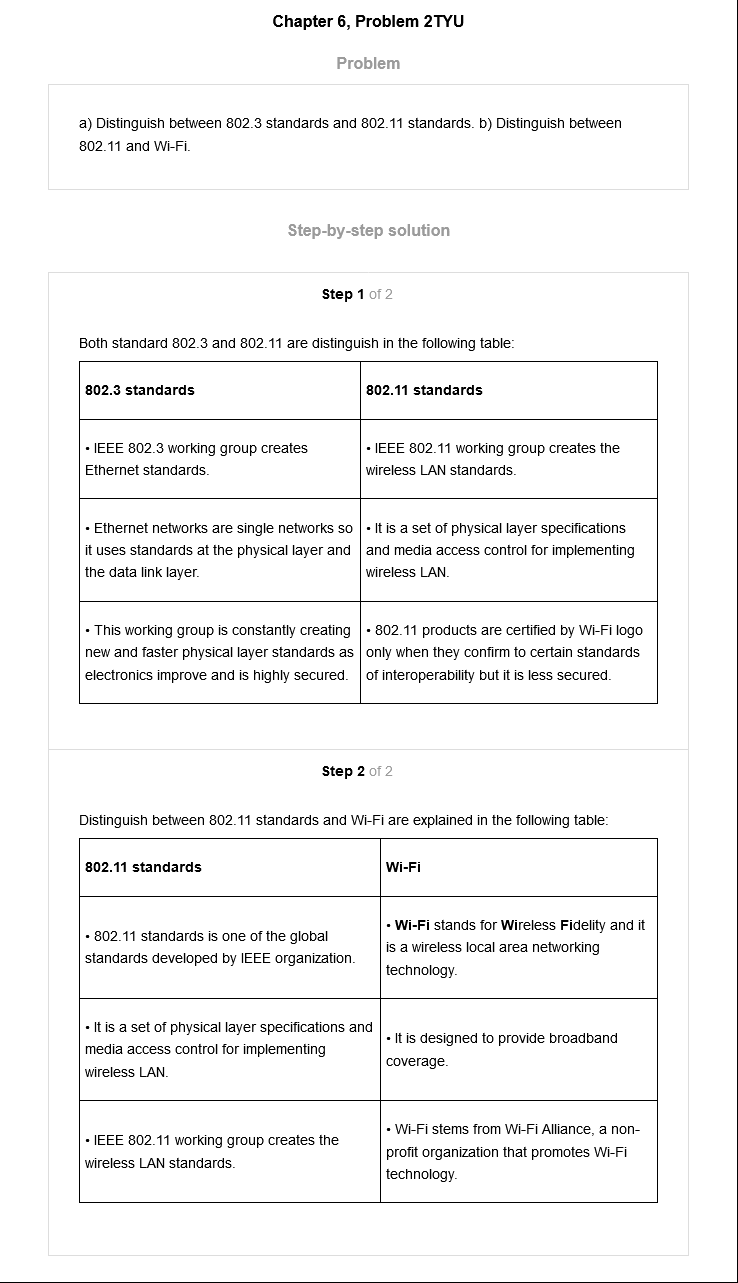 Chapter 6, Problem 2TYU
Problem
a) Distinguish between 802.3 standards and 802.11 standards. b) Distinguish between
802.11 and Wi-Fi.
Step-by-step solution
Step 1 of 2
Both standard 802.3 and 802.11 are distinguish in the following table:
802.3 standards
802.11 standards
• IEEE 802.3 working group creates
Ethernet standards.
• IEEE 802.11 working group creates the
wireless LAN standards.
• Ethernet networks are single networks so
it uses standards at the physical layer and
the data link layer.
• It is a set of physical layer specifications
and media access control for implementing
wireless LAN.
• This working group is constantly creating
new and faster physical layer standards as
electronics improve and is highly secured.
• 802.11 products are certified by Wi-Fi logo
only when they confirm to certain standards
of interoperability but it is less secured.
Step 2 of 2
Distinguish between 802.11 standards and Wi-Fi are explained in the following table:
802.11 standards
Wi-Fi
• 802.11 standards is one of the global
standards developed by IEEE organization.
• Wi-Fi stands for Wireless Fidelity and it
is a wireless local area networking
technology.
• It is a set of physical layer specifications and
media access control for implementing
wireless LAN.
• It is designed to provide broadband
coverage.
• IEEE 802.11 working group creates the
wireless LAN standards.
• Wi-Fi stems from Wi-Fi Alliance, a non-
profit organization that promotes Wi-Fi
technology.